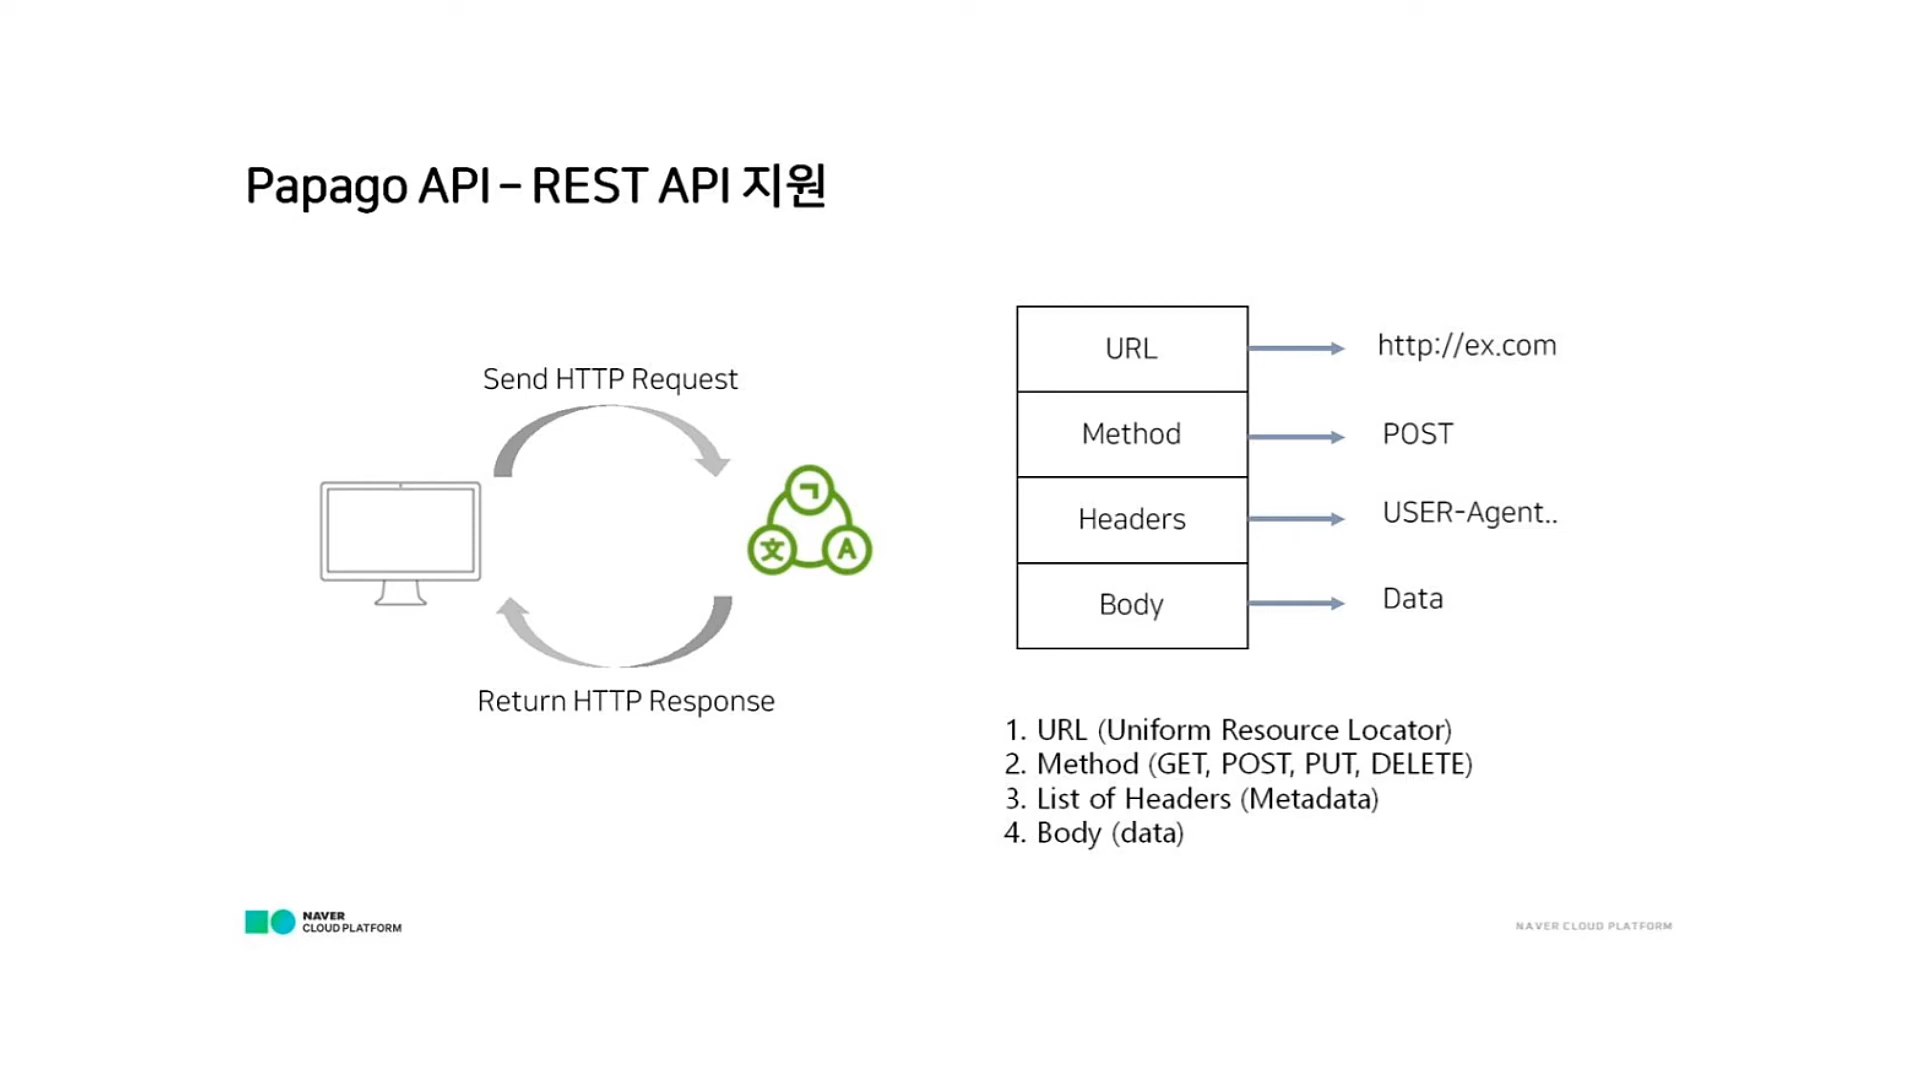 Papago API – REST API 지원
Send HTTP Request
ㄱ
文
A
Return HTTP Response
URL
http://ex.com
Method
POST
Headers
USER-Agent..
Body
Data
1. URL (Uniform Resource Locator)
2. Method (GET, POST, PUT, DELETE)
3. List of Headers (Metadata)
4. Body (data)
NAVER
CLOUD PLATFORM
NAVER CLOUD PLATFORM